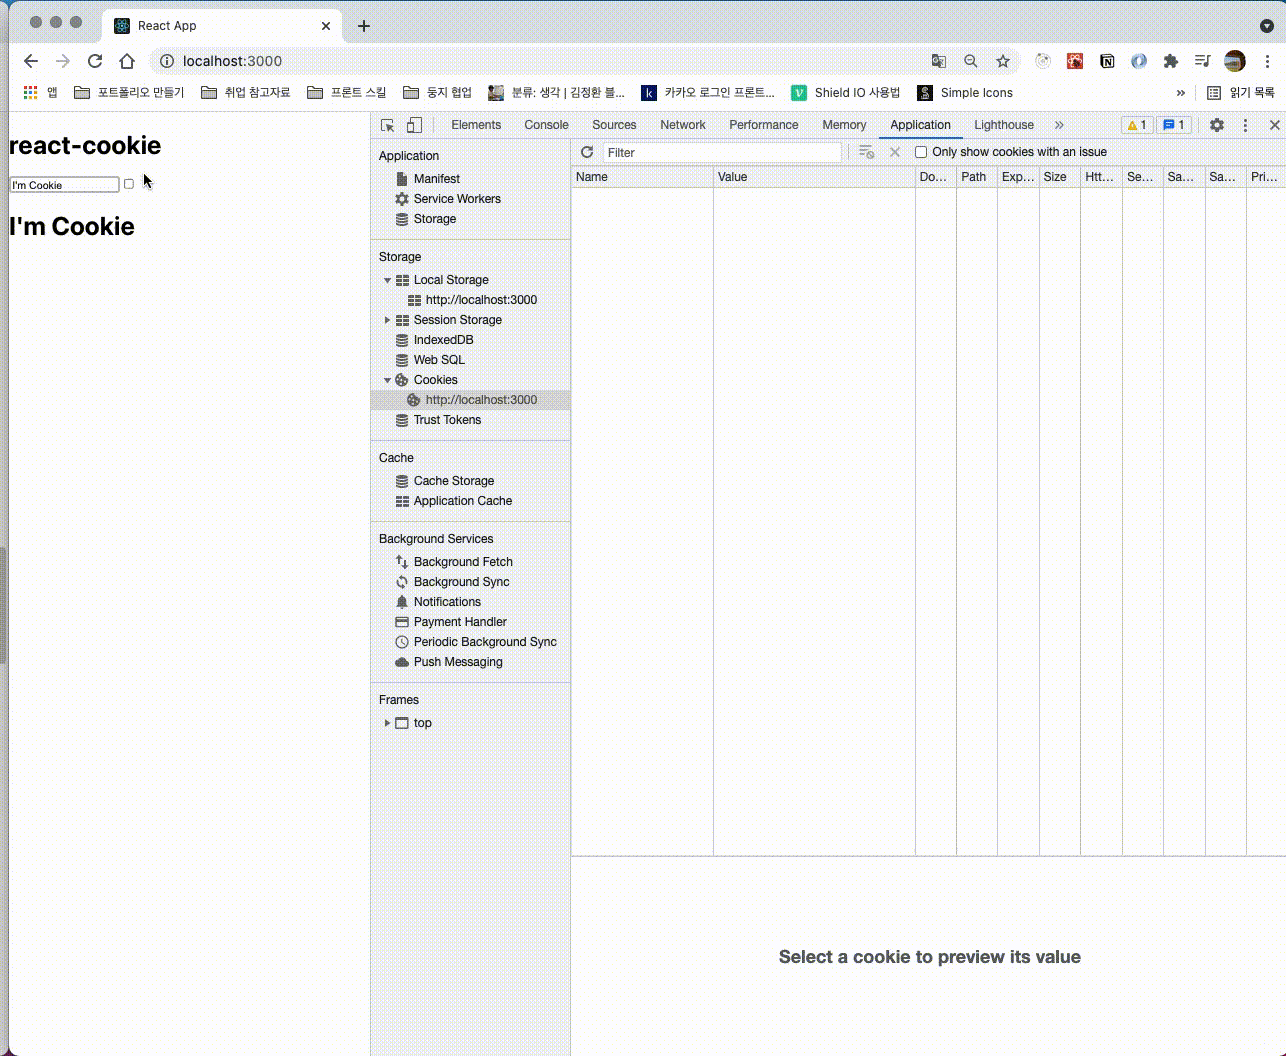 React App
localhost:3000
앱 포트폴리오 만들기 취업 참고자료 프론트 스킬 둥지 협업 분류: 생각 | 김정환 블... k 카카오 로그인 프론트... Shield IO 사용법 Simple Icons » 읽기 목록
react-cookie
I'm Cookie
I'm Cookie
Elements Console Sources Network Performance Memory Application Lighthouse » 1 1
Application
Manifest
Service Workers
Storage
Storage
Local Storage
http://localhost:3000
Session Storage
IndexedDB
Web SQL
Cookies
http://localhost:3000
Trust Tokens
Cache
Cache Storage
Application Cache
Background Services
Background Fetch
Background Sync
Notifications
Payment Handler
Periodic Background Sync
Push Messaging
Frames
top
Filter Only show cookies with an issue
Name Value Do... Path Exp... Size Htt... Se... Sa... Sa... Pri...
Select a cookie to preview its value